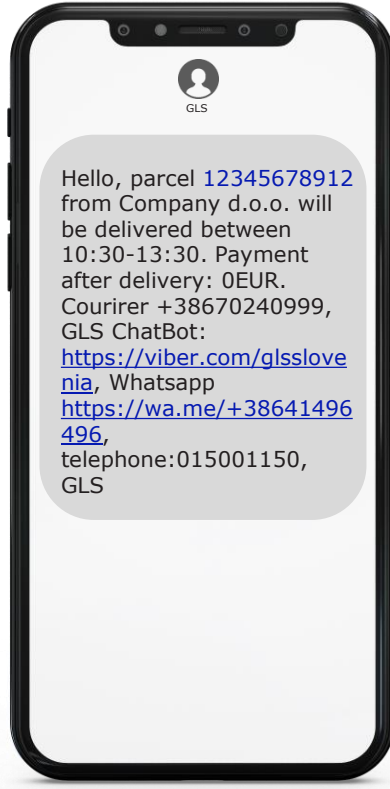 GLS
Hello, parcel 12345678912
from Company d.o.o. will
be delivered between
10:30-13:30. Payment
after delivery: 0EUR.
Courirer +38670240999,
GLS ChatBot:
https://viber.com/glsslove
nia, Whatsapp
https://wa.me/+38641496
496,
telephone:015001150,
GLS